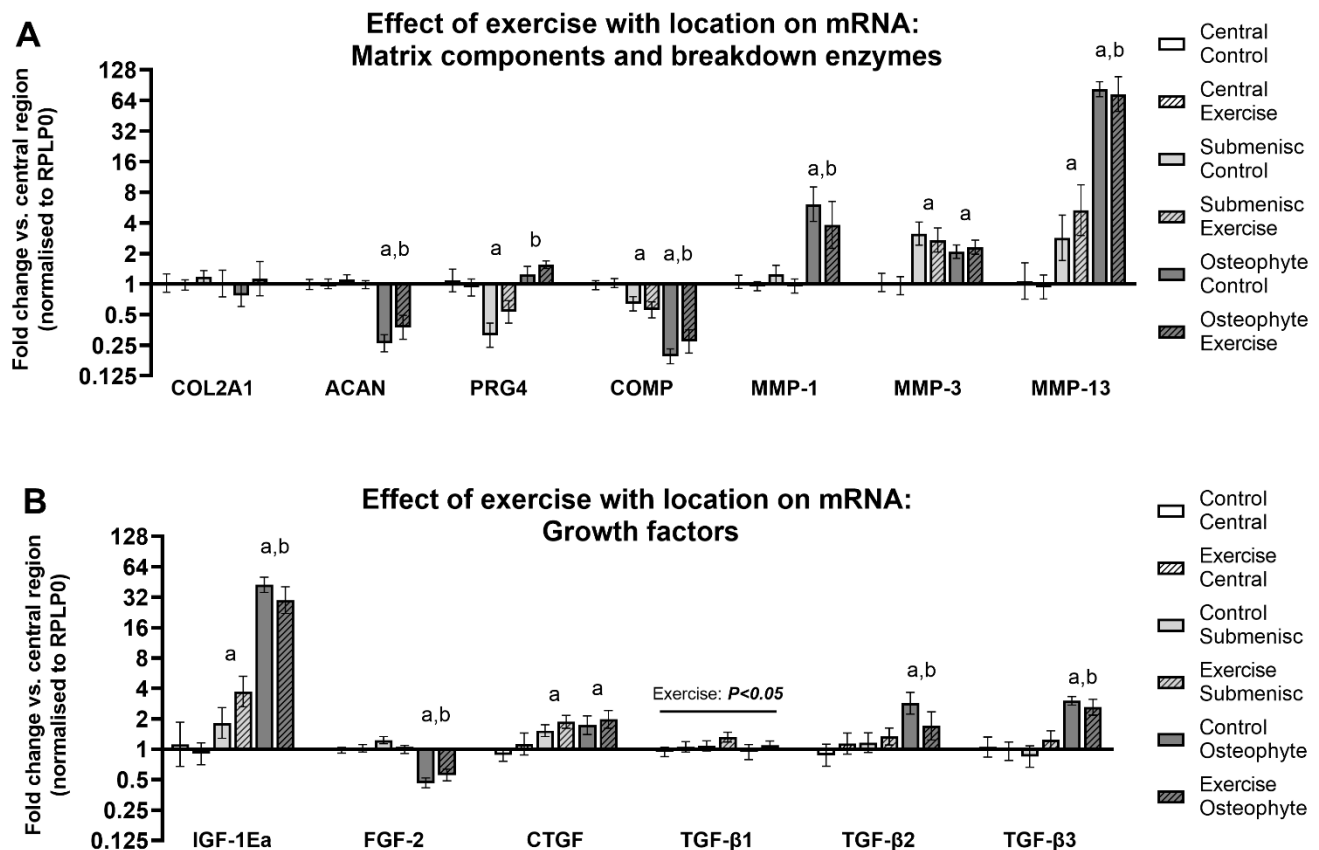 A
Effect of exercise with location on mRNA:
Matrix components and breakdown enzymes
Fold change vs. central region
(normalised to RPLP0)
128
64
32
16
8
4
2
1
0.5
0.25
0.125
a,b
a
b
a
a,b
a,b
a
a
a
a,b
COL2A1
ACAN
PRG4
COMP
MMP-1
MMP-3
MMP-13
Central
Control
Central
Exercise
Submenisc
Control
Submenisc
Exercise
Osteophyte
Control
Osteophyte
Exercise
B
Effect of exercise with location on mRNA:
Growth factors
Fold change vs. central region
(normalised to RPLP0)
128
64
32
16
8
4
2
1
0.5
0.25
0.125
a
a,b
a,b
a
a
Exercise: P<0.05
a,b
a,b
IGF-1Ea
FGF-2
CTGF
TGF-β1
TGF-β2
TGF-β3
Control
Central
Exercise
Central
Control
Submenisc
Exercise
Submenisc
Control
Osteophyte
Exercise
Osteophyte